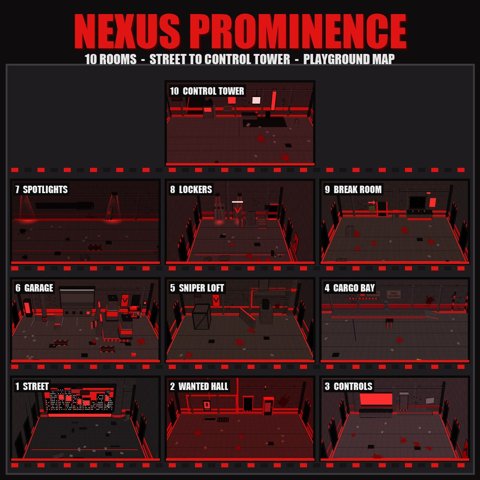 NEXUS PROMINENCE
10 ROOMS - STREET TO CONTROL TOWER - PLAYGROUND MAP
10 CONTROL TOWER
7 SPOTLIGHTS
8 LOCKERS
9 BREAK ROOM
6 GARAGE
5 SNIPER LOFT
4 CARGO BAY
1 STREET
2 WANTED HALL
3 CONTROLS